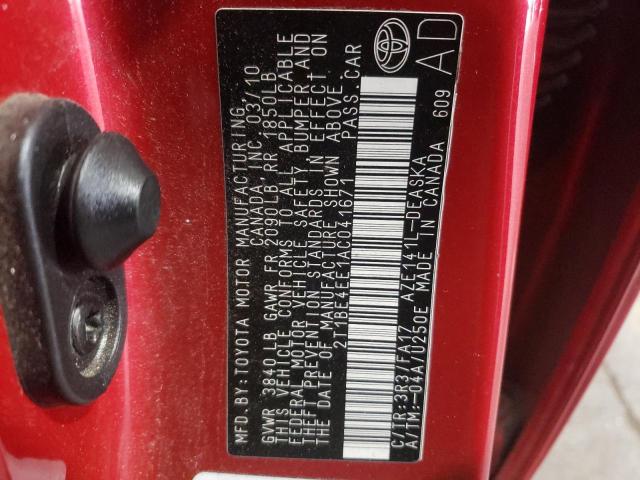 MFD.BY:TOYOTA MOTOR MANUFACTURING
CANADA,INC. 03/10
GVWR 3840LB GAWR FR 2090LB RR 1850LB
THIS VEHICLE CONFORMS TO ALL APPLICABLE
FEDERAL MOTOR VEHICLE SAFETY, BUMPER,AND
THEFT PREVENTION STANDARDS IN EFFECT ON
THE DATE OF MANUFACTURE SHOWN ABOVE.
2T1BE4EE1AC041671 PASS.CAR
C/TR:3R3/FA17 AZE141L-DEASKA
A/TM:-04A/U250E MADE IN CANADA 609
AD